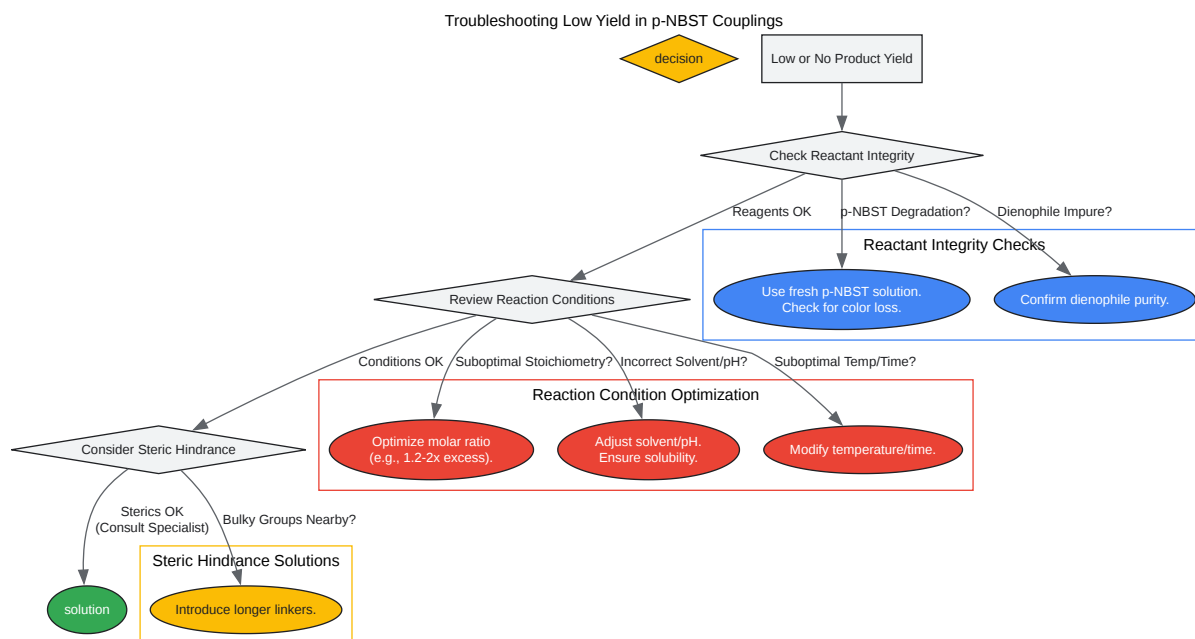 Troubleshooting Low Yield in p-NBST Couplings
decision
Low or No Product Yield
Check Reactant Integrity
Reagents OK
p-NBST Degradation?
Dienophile Impure?
Reactant Integrity Checks
Use fresh p-NBST solution.
Check for color loss.
Confirm dienophile purity.
Review Reaction Conditions
Conditions OK
Suboptimal Stoichiometry?
Incorrect Solvent/pH?
Suboptimal Temp/Time?
Reaction Condition Optimization
Optimize molar ratio
(e.g., 1.2-2x excess).
Adjust solvent/pH.
Ensure solubility.
Modify temperature/time.
Consider Steric Hindrance
Sterics OK
(Consult Specialist)
Bulky Groups Nearby?
Steric Hindrance Solutions
solution
Introduce longer linkers.